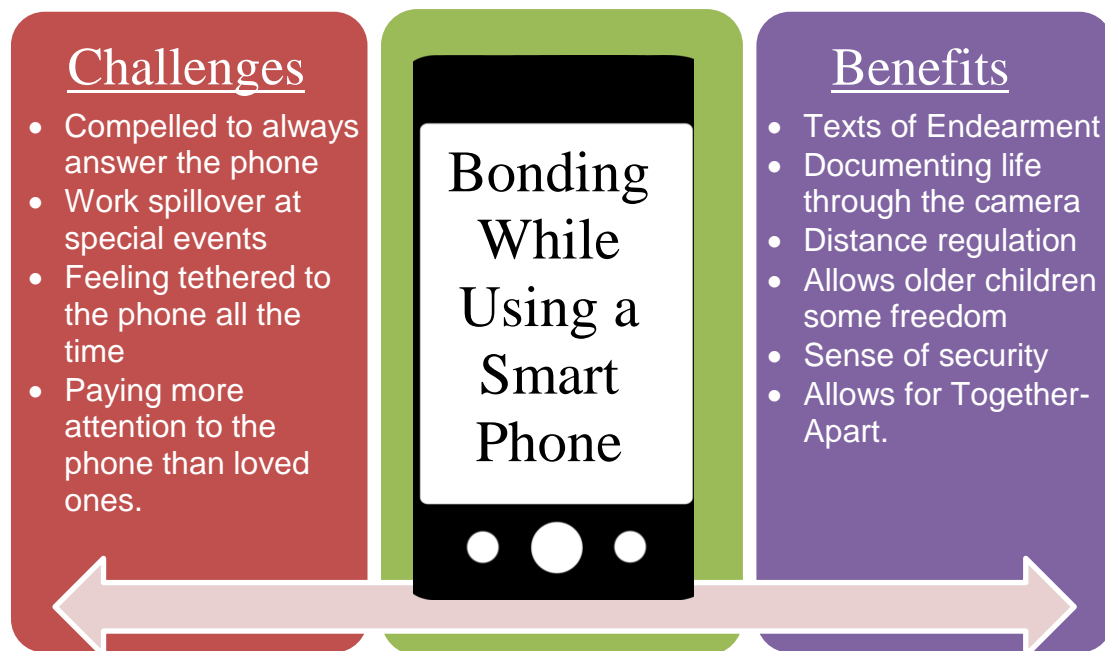 Challenges
• Compelled to always
answer the phone
• Work spillover at
special events
• Feeling tethered to
the phone all the
time
• Paying more
attention to the
phone than loved
ones.
Bonding
While
Using a
Smart
Phone
Benefits
• Texts of Endearment
• Documenting life
through the camera
• Distance regulation
• Allows older children
some freedom
• Sense of security
• Allows for Together-
Apart.